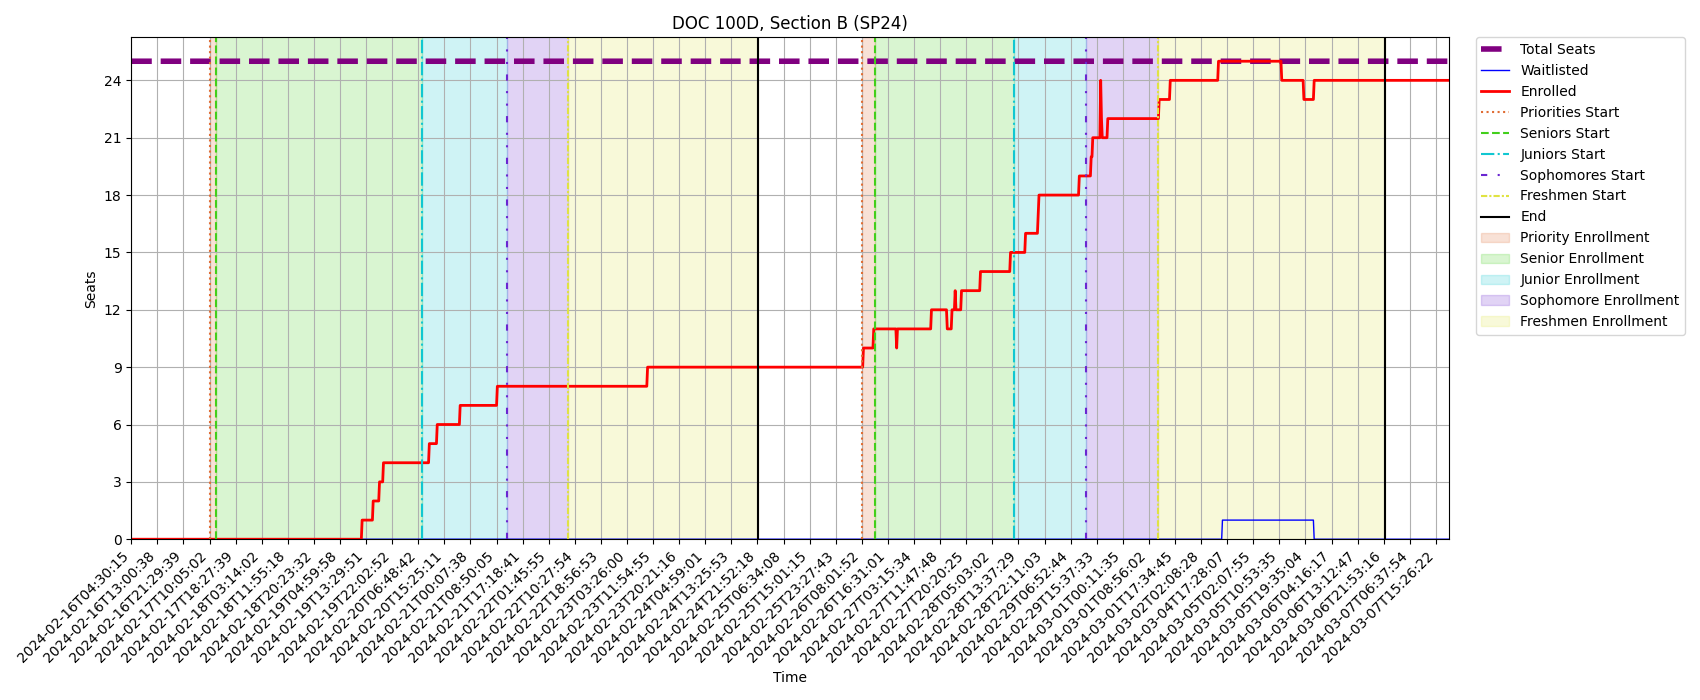 DOC 100D, Section B (SP24)
Total Seats
Waitlisted
Enrolled
Priorities Start
Seniors Start
Juniors Start
Sophomores Start
Freshmen Start
End
Priority Enrollment
Senior Enrollment
Junior Enrollment
Sophomore Enrollment
Freshmen Enrollment
Seats
24
21
18
15
12
9
6
3
0
2024-02-16T04:30:15
2024-02-16T13:00:38
2024-02-16T21:29:39
2024-02-17T10:05:02
2024-02-17T18:27:39
2024-02-18T03:14:02
2024-02-18T11:55:18
2024-02-18T20:23:32
2024-02-19T04:59:58
2024-02-19T13:29:51
2024-02-19T22:02:52
2024-02-20T06:48:42
2024-02-20T15:25:11
2024-02-21T00:07:38
2024-02-21T08:50:05
2024-02-21T17:18:41
2024-02-22T01:45:55
2024-02-22T10:27:54
2024-02-22T18:56:53
2024-02-23T03:26:00
2024-02-23T11:54:55
2024-02-23T20:21:16
2024-02-24T04:59:01
2024-02-24T13:25:53
2024-02-24T21:52:18
2024-02-25T06:34:08
2024-02-25T15:01:15
2024-02-25T23:27:43
2024-02-26T08:01:52
2024-02-26T16:31:01
2024-02-27T03:15:34
2024-02-27T11:47:48
2024-02-27T20:20:25
2024-02-28T05:03:02
2024-02-28T13:37:29
2024-02-28T22:11:03
2024-02-29T06:52:44
2024-02-29T15:37:33
2024-03-01T00:11:35
2024-03-01T08:56:02
2024-03-01T17:34:45
2024-03-02T02:08:28
2024-03-04T17:28:07
2024-03-05T02:07:55
2024-03-05T10:53:35
2024-03-05T19:35:04
2024-03-06T04:16:17
2024-03-06T13:12:47
2024-03-06T21:53:16
2024-03-07T06:37:54
2024-03-07T15:26:22
Time